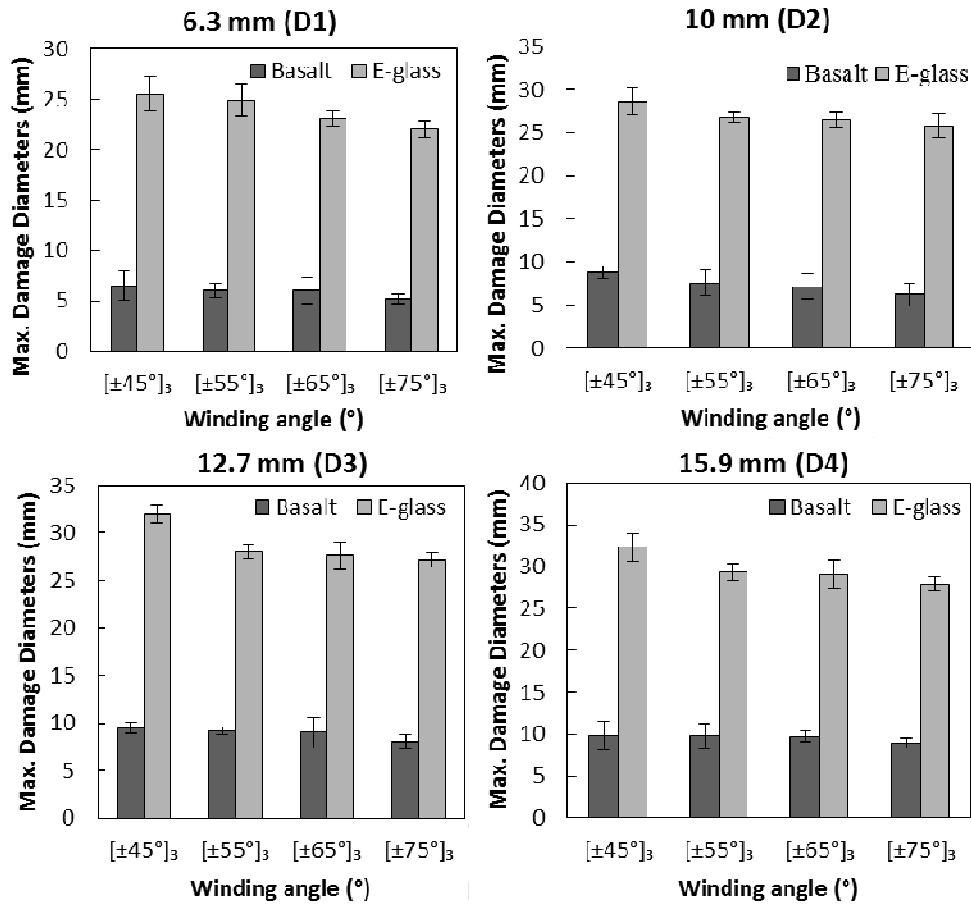 6.3 mm (D1)
Max. Damage Diameters (mm)
30
25
20
15
10
5
0
Basalt
E-glass
[±45°]₃ [±55°]₃ [±65°]₃ [±75°]₃
Winding angle (°)
10 mm (D2)
Max. Damage Diameters (mm)
35
30
25
20
15
10
5
0
Basalt
E-glass
[±45°]₃ [±55°]₃ [±65°]₃ [±75°]₃
Winding angle (°)
12.7 mm (D3)
Max. Damage Diameters (mm)
35
30
25
20
15
10
5
0
Basalt
E-glass
[±45°]₃ [±55°]₃ [±65°]₃ [±75°]₃
Winding angle (°)
15.9 mm (D4)
Max. Damage Diameters (mm)
40
35
30
25
20
15
10
5
0
Basalt
E-glass
[±45°]₃ [±55°]₃ [±65°]₃ [±75°]₃
Winding angle (°)